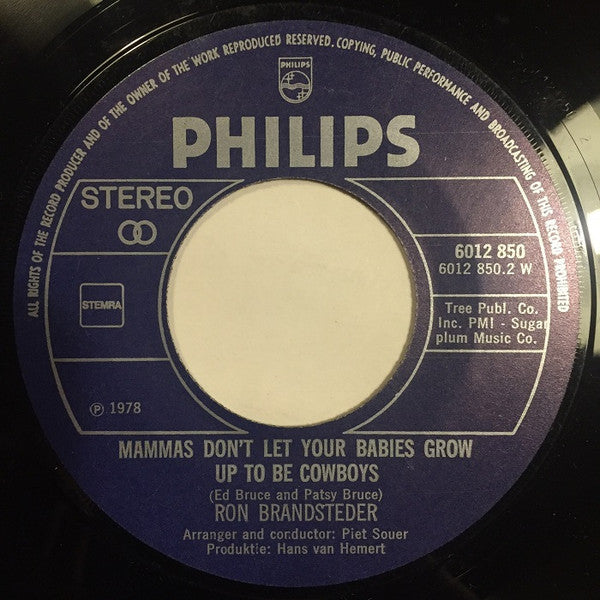 ALL RIGHTS OF THE RECORD PRODUCER AND OF THE OWNER OF THE WORK REPRODUCED RESERVED. COPYING, PUBLIC PERFORMANCE AND BROADCASTING OF THIS RECORD PROHIBITED
PHILIPS
PHILIPS
STEREO
STEMRA
6012 850
6012 850.2 W
Tree Publ. Co.
Inc. PMI - Sugar
plum Music Co.
℗ 1978
MAMMAS DON'T LET YOUR BABIES GROW
UP TO BE COWBOYS
(Ed Bruce and Patsy Bruce)
RON BRANDSTEDER
Arranger and conductor: Piet Souer
Produktie: Hans van Hemert